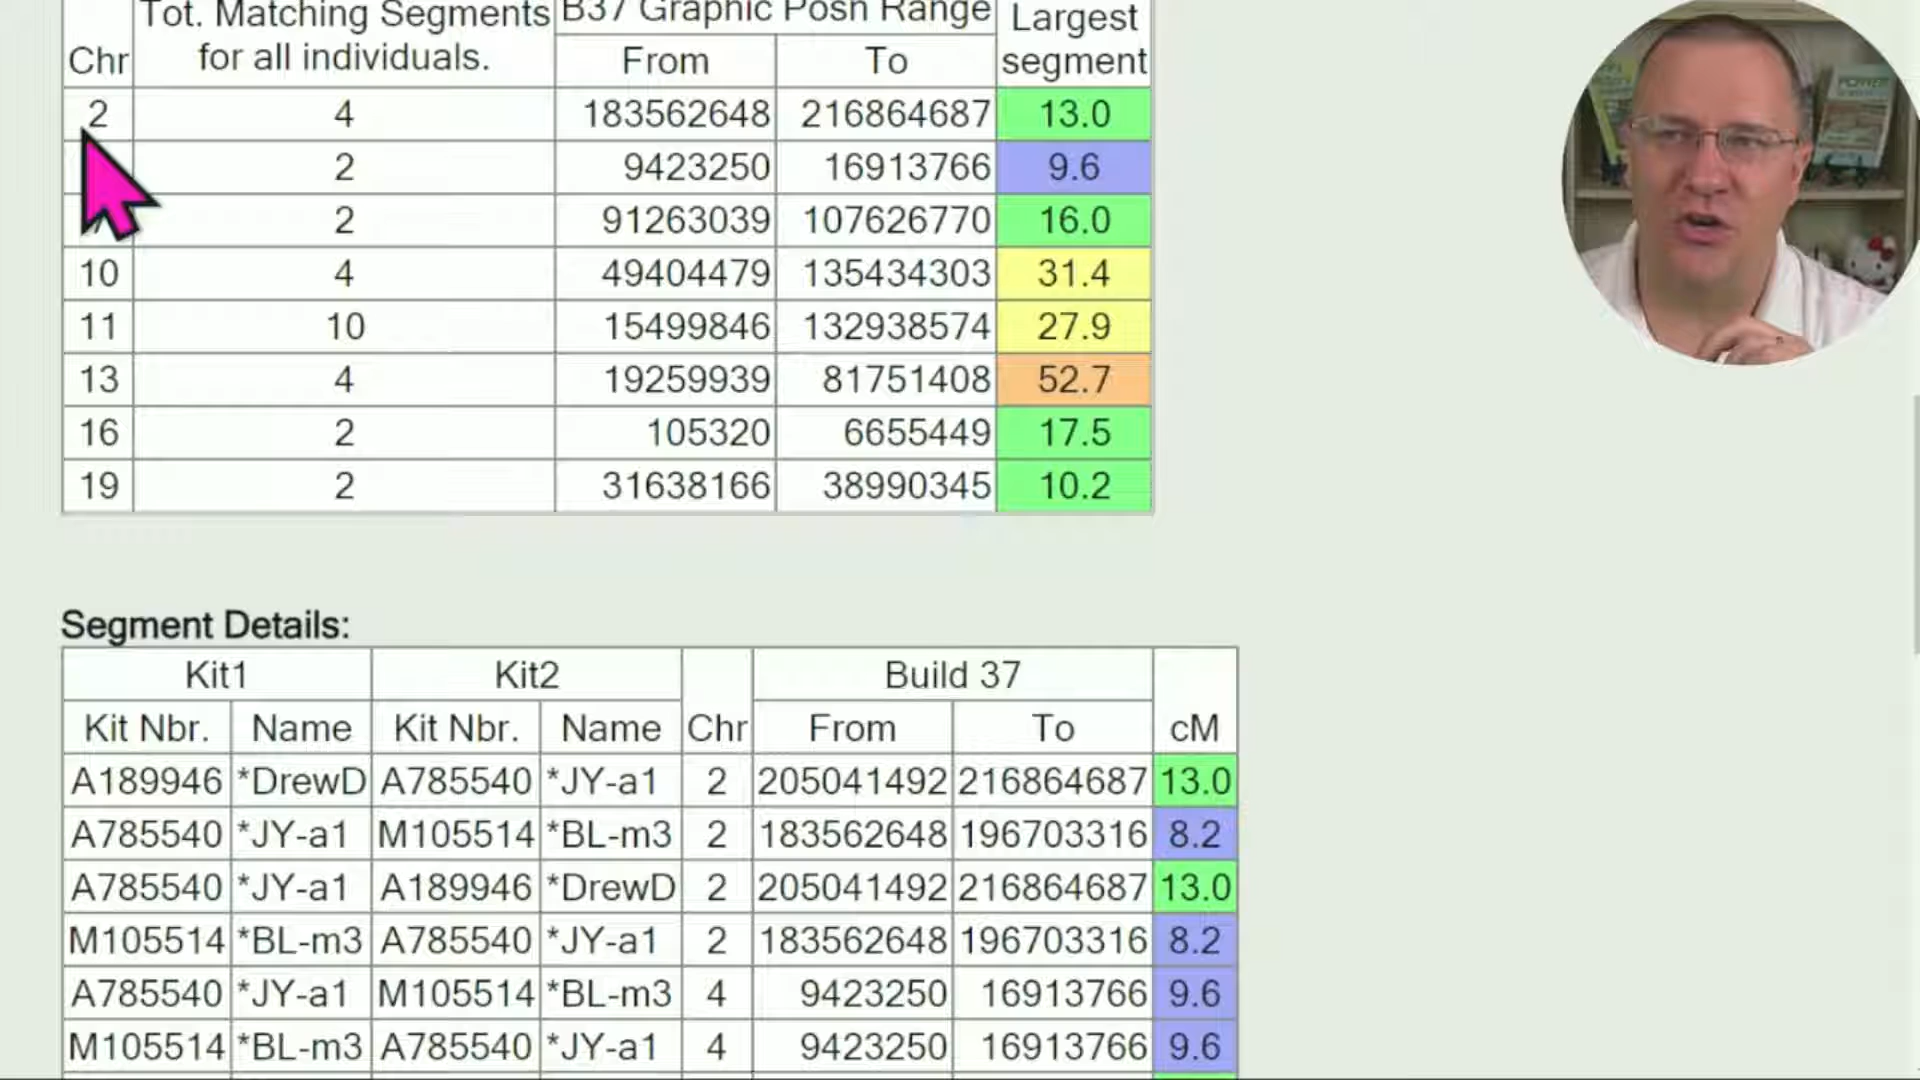 Tot. Matching Segments B37 Graphic Posn Range Largest
Chr for all individuals. From To segment
2 4 183562648 216864687 13.0
2 9423250 16913766 9.6
2 91263039 107626770 16.0
10 4 49404479 135434303 31.4
11 10 15499846 132938574 27.9
13 4 19259939 81751408 52.7
16 2 105320 6655449 17.5
19 2 31638166 38990345 10.2
Segment Details:
Kit1 Kit2 Build 37
Kit Nbr. Name Kit Nbr. Name Chr From To cM
A189946 *DrewD A785540 *JY-a1 2 205041492 216864687 13.0
A785540 *JY-a1 M105514 *BL-m3 2 183562648 196703316 8.2
A785540 *JY-a1 A189946 *DrewD 2 205041492 216864687 13.0
M105514 *BL-m3 A785540 *JY-a1 2 183562648 196703316 8.2
A785540 *JY-a1 M105514 *BL-m3 4 9423250 16913766 9.6
M105514 *BL-m3 A785540 *JY-a1 4 9423250 16913766 9.6